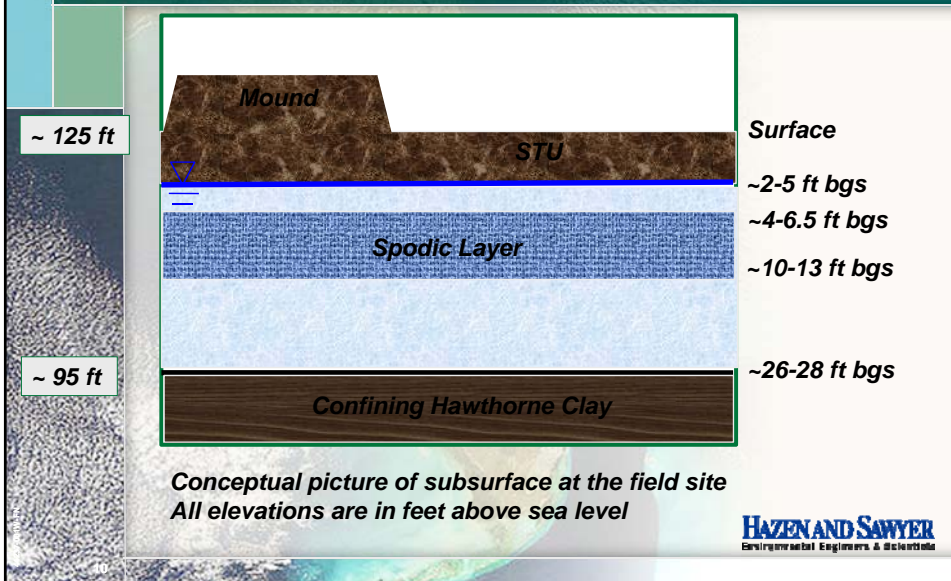 Mound
~ 125 ft
Surface
STU
~2-5 ft bgs
~4-6.5 ft bgs
Spodic Layer
~10-13 ft bgs
~ 95 ft
~26-28 ft bgs
Confining Hawthorne Clay
Conceptual picture of subsurface at the field site
All elevations are in feet above sea level
HAZEN AND SAWYER
Environmental Engineers & Scientists
10